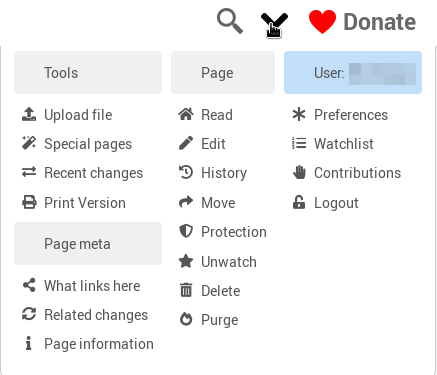 Donate
Tools
Upload file
Special pages
Recent changes
Print Version
Page meta
What links here
Related changes
Page information
Page
Read
Edit
History
Move
Protection
Unwatch
Delete
Purge
User:
Preferences
Watchlist
Contributions
Logout